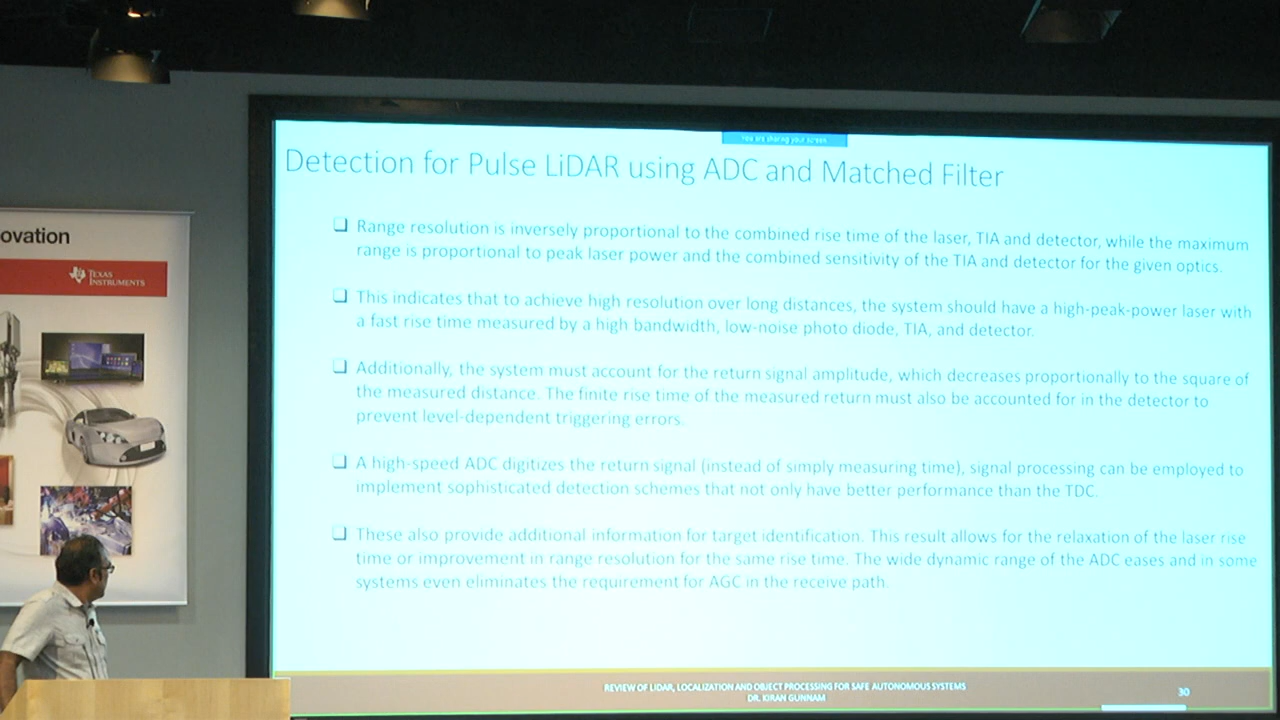 You are sharing your screen
Detection for Pulse LiDAR using ADC and Matched Filter
ovation
TEXAS
INSTRUMENTS
❑ Range resolution is inversely proportional to the combined rise time of the laser, TIA and detector, while the maximum
range is proportional to peak laser power and the combined sensitivity of the TIA and detector for the given optics.
❑ This indicates that to achieve high resolution over long distances, the system should have a high-peak-power laser with
a fast rise time measured by a high bandwidth, low-noise photo diode, TIA, and detector.
❑ Additionally, the system must account for the return signal amplitude, which decreases proportionally to the square of
the measured distance. The finite rise time of the measured return must also be accounted for in the detector to
prevent level-dependent triggering errors.
❑ A high-speed ADC digitizes the return signal (instead of simply measuring time), signal processing can be employed to
implement sophisticated detection schemes that not only have better performance than the TDC.
❑ These also provide additional information for target identification. This result allows for the relaxation of the laser rise
time or improvement in range resolution for the same rise time. The wide dynamic range of the ADC eases and in some
systems even eliminates the requirement for AGC in the receive path.
REVIEW OF LIDAR, LOCALIZATION AND OBJECT PROCESSING FOR SAFE AUTONOMOUS SYSTEMS
DR. KIRAN GUNNAM
30